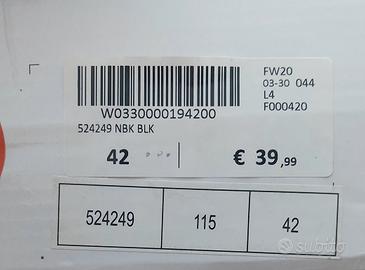 FW20
03-30 044
L4
F000420
W0330000194200
524249 NBK BLK
42
€ 39,99
524249 115 42
subito